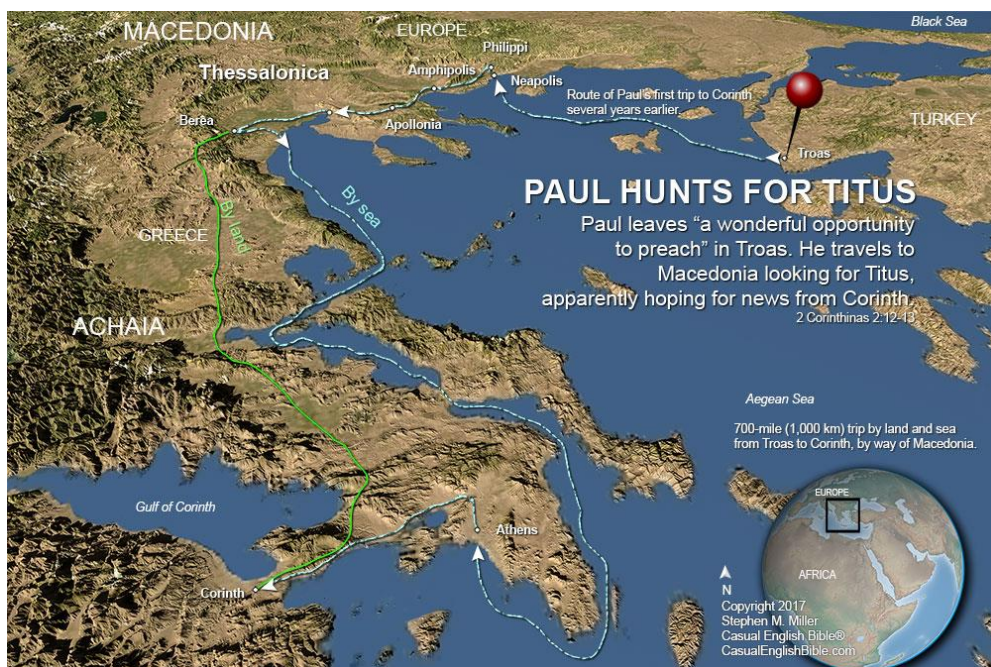 Black Sea
MACEDONIA
EUROPE
Philippi
Thessalonica
Amphipolis
Neapolis
Route of Paul's first trip to Corinth
several years earlier
Berea
Apollonia
TURKEY
Troas
PAUL HUNTS FOR TITUS
Paul leaves “a wonderful opportunity
to preach” in Troas. He travels to
Macedonia looking for Titus,
apparently hoping for news from Corinth.
2 Corinthinas 2:12-13
By land
By sea
GREECE
ACHAIA
Aegean Sea
700-mile (1,000 km) trip by land and sea
from Troas to Corinth, by way of Macedonia.
Gulf of Corinth
Athens
Corinth
EUROPE
AFRICA
N
Copyright 2017
Stephen M. Miller
Casual English Bible®
CasualEnglishBible.com